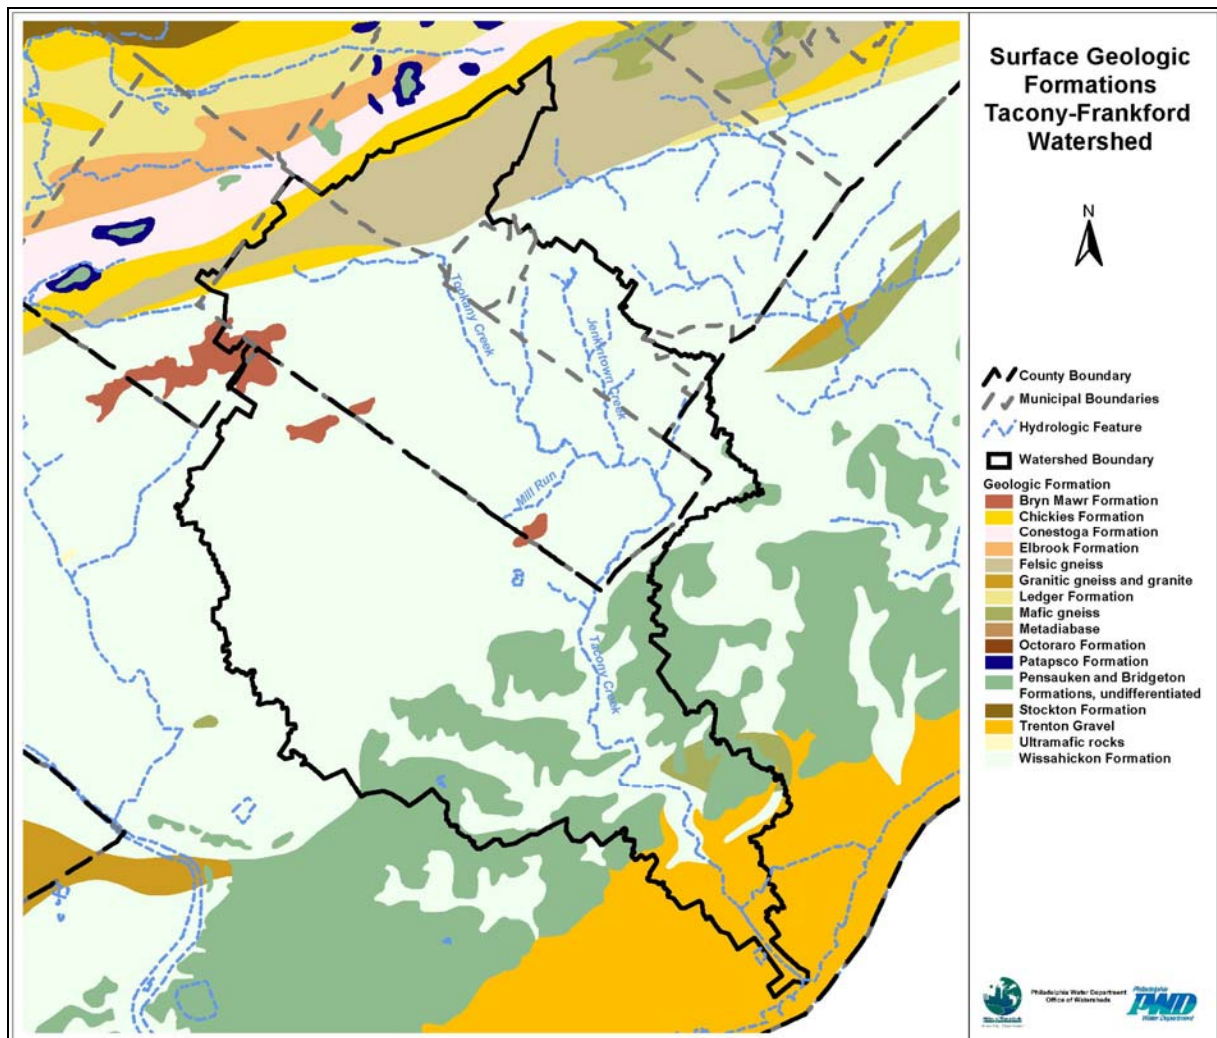 Surface Geologic
Formations
Tacony-Frankford
Watershed
N
County Boundary
Municipal Boundaries
Hydrologic Feature
Watershed Boundary
Geologic Formation
Bryn Mawr Formation
Chickies Formation
Conestoga Formation
Elbrook Formation
Felsic gneiss
Granitic gneiss and granite
Ledger Formation
Mafic gneiss
Metadiabase
Octoraro Formation
Patapsco Formation
Pensauken and Bridgeton
Formations, undifferentiated
Stockton Formation
Trenton Gravel
Ultramafic rocks
Wissahickon Formation
Tookany Creek
Jenkintown Creek
Mill Run
Tacony Creek
Philadelphia Water Department
Office of Watersheds
Philadelphia
PWD
Water Department